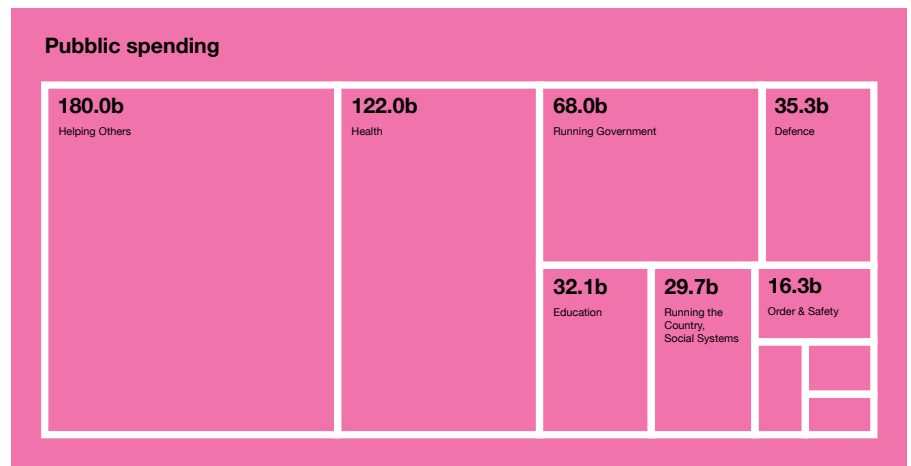 Pubblic spending
180.0b
Helping Others
122.0b
Health
68.0b
Running Government
35.3b
Defence
32.1b
Education
29.7b
Running the
Country,
Social Systems
16.3b
Order & Safety